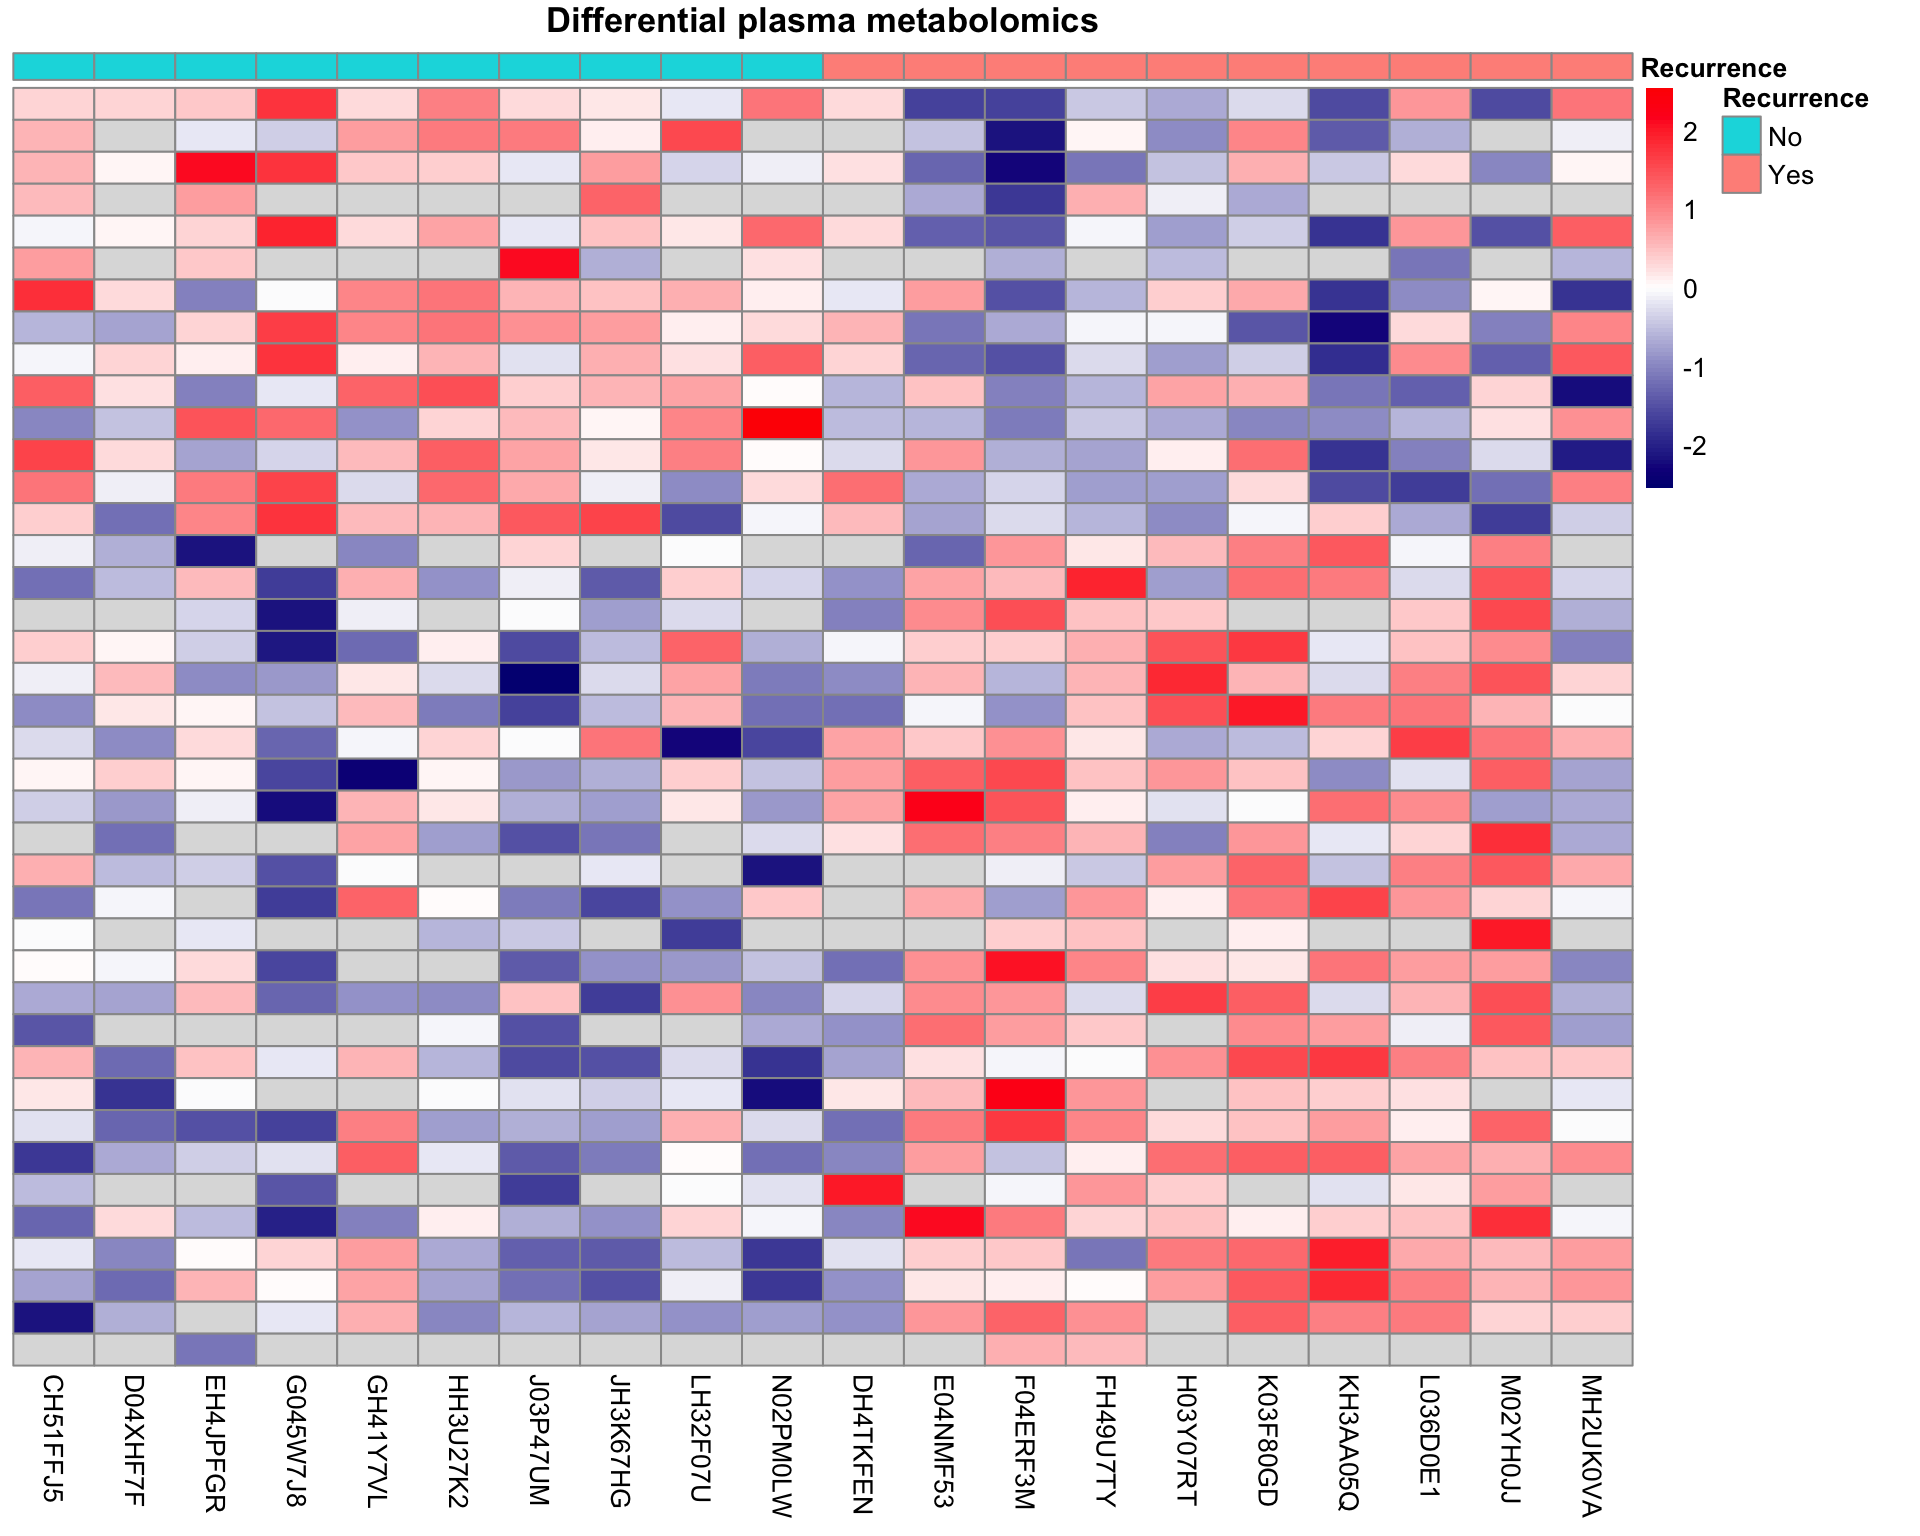 Differential plasma metabolomics
Recurrence
Recurrence
No
Yes
2
1
0
-1
-2
CH51FFJ5
D04XHF7F
EH4JPFGR
G045W7J8
GH41Y7VL
HH3U27K2
J03P47UM
JH3K67HG
LH32F07U
N02PM0LW
DH4TKFEN
E04NMF53
F04ERF3M
FH49U7TY
H03Y07RT
K03F80GD
KH3AA05Q
L036D0E1
M02YH0JJ
MH2UK0VA